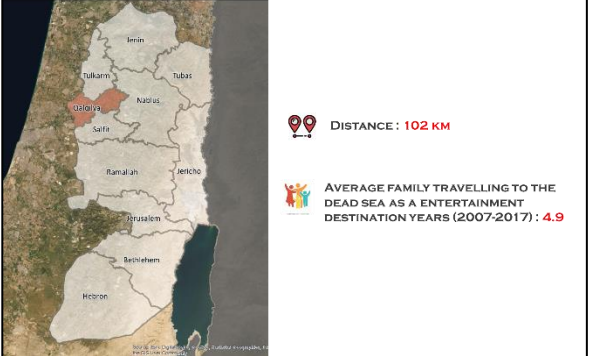 Jenin
Tulkarm
Tubas
Qalqilya
Nablus
Salfit
Ramallah
Jericho
Jerusalem
Bethlehem
Hebron
DISTANCE : 102 KM
AVERAGE FAMILY TRAVELLING TO THE
DEAD SEA AS A ENTERTAINMENT
DESTINATION YEARS (2007-2017) : 4.9